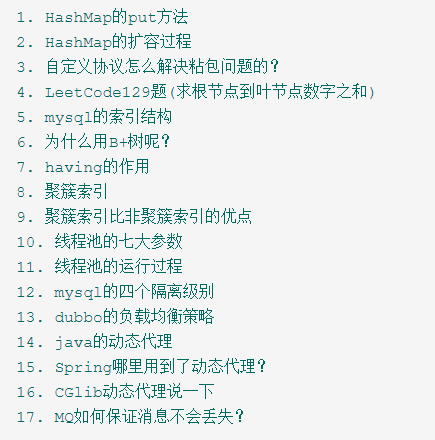 1. HashMap的put方法
2. HashMap的扩容过程
3. 自定义协议怎么解决粘包问题的？
4. LeetCode129题(求根节点到叶节点数字之和)
5. mysql的索引结构
6. 为什么用B+树呢？
7. having的作用
8. 聚簇索引
9. 聚簇索引比非聚簇索引的优点
10. 线程池的七大参数
11. 线程池的运行过程
12. mysql的四个隔离级别
13. dubbo的负载均衡策略
14. java的动态代理
15. Spring哪里用到了动态代理？
16. CGlib动态代理说一下
17. MQ如何保证消息不会丢失？